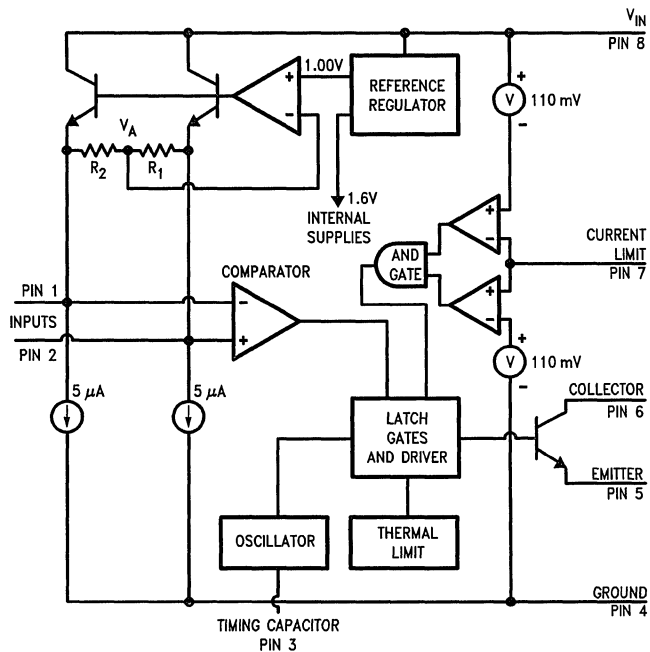 V_IN
PIN 8
1.00V
REFERENCE
REGULATOR
+
−
+
V
110 mV
−
V_A
R_2
R_1
1.6V
INTERNAL
SUPPLIES
+
−
AND
GATE
CURRENT
LIMIT
PIN 7
COMPARATOR
+
−
PIN 1
INPUTS
PIN 2
−
+
+
V
110 mV
−
5 μA
5 μA
LATCH
GATES
AND DRIVER
COLLECTOR
PIN 6
EMITTER
PIN 5
OSCILLATOR
THERMAL
LIMIT
GROUND
PIN 4
TIMING CAPACITOR
PIN 3